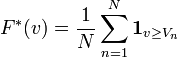 F^*(v) = \frac{1}{N} \sum_{n=1}^{N} \mathbf{1}_{v \geq V_n}